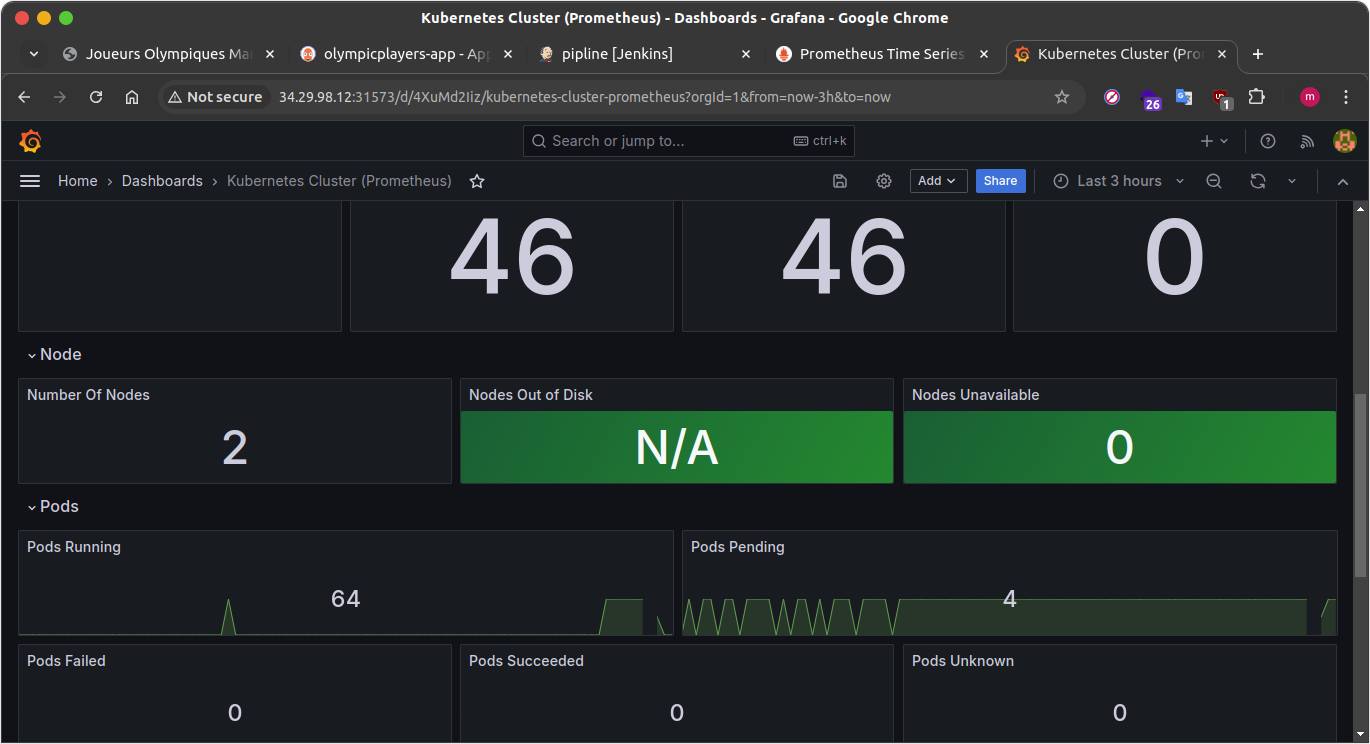 Kubernetes Cluster (Prometheus) - Dashboards - Grafana - Google Chrome
Joueurs Olympiques Ma
olympicplayers-app - Ap
pipline [Jenkins]
Prometheus Time Series
Kubernetes Cluster (Pro
Not secure
34.29.98.12:31573/d/4XuMd2Iiz/kubernetes-cluster-prometheus?orgId=1&from=now-3h&to=now
26
1
m
Search or jump to...
ctrl+k
Home › Dashboards › Kubernetes Cluster (Prometheus)
Add
Share
Last 3 hours
46
46
0
Node
Number Of Nodes
2
Nodes Out of Disk
N/A
Nodes Unavailable
0
Pods
Pods Running
64
Pods Pending
4
Pods Failed
0
Pods Succeeded
0
Pods Unknown
0